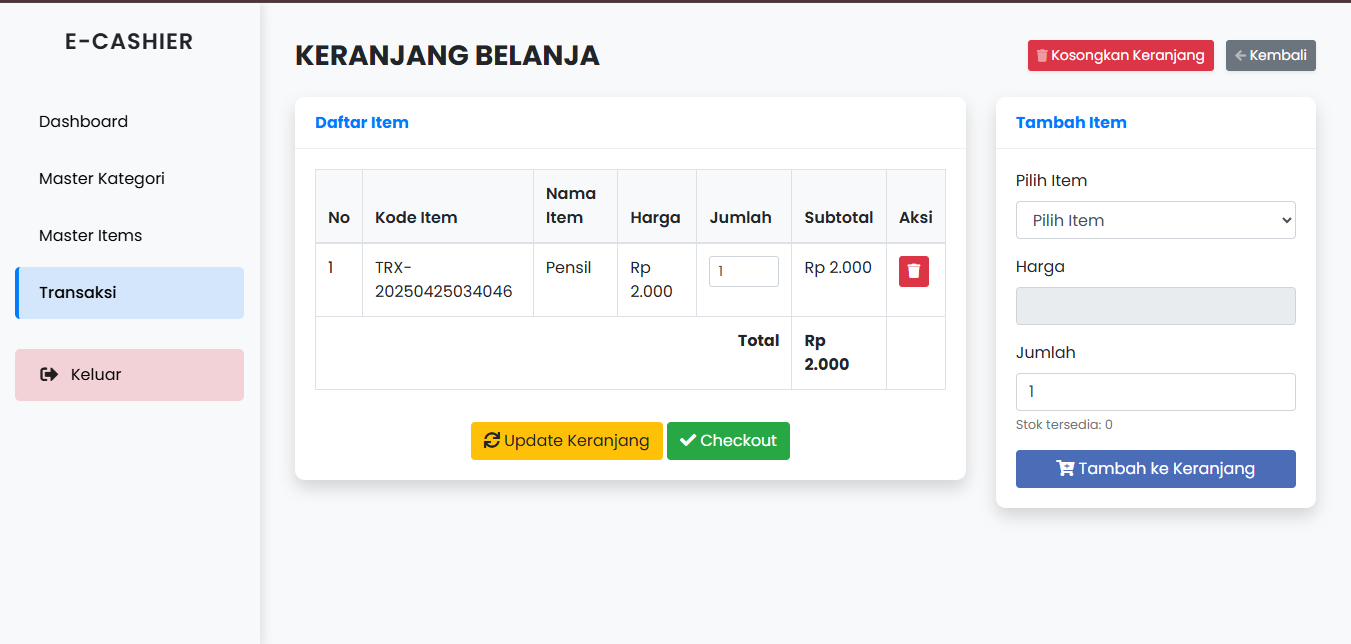 E-CASHIER
Dashboard
Master Kategori
Master Items
Transaksi
Keluar
KERANJANG BELANJA
Kosongkan Keranjang
Kembali
Daftar Item
No
Kode Item
Nama
Item
Harga
Jumlah
Subtotal
Aksi
1
TRX-
20250425034046
Pensil
Rp
2.000
1
Rp 2.000
Total
Rp
2.000
Update Keranjang
Checkout
Tambah Item
Pilih Item
Pilih Item
Harga
Jumlah
1
Stok tersedia: 0
Tambah ke Keranjang